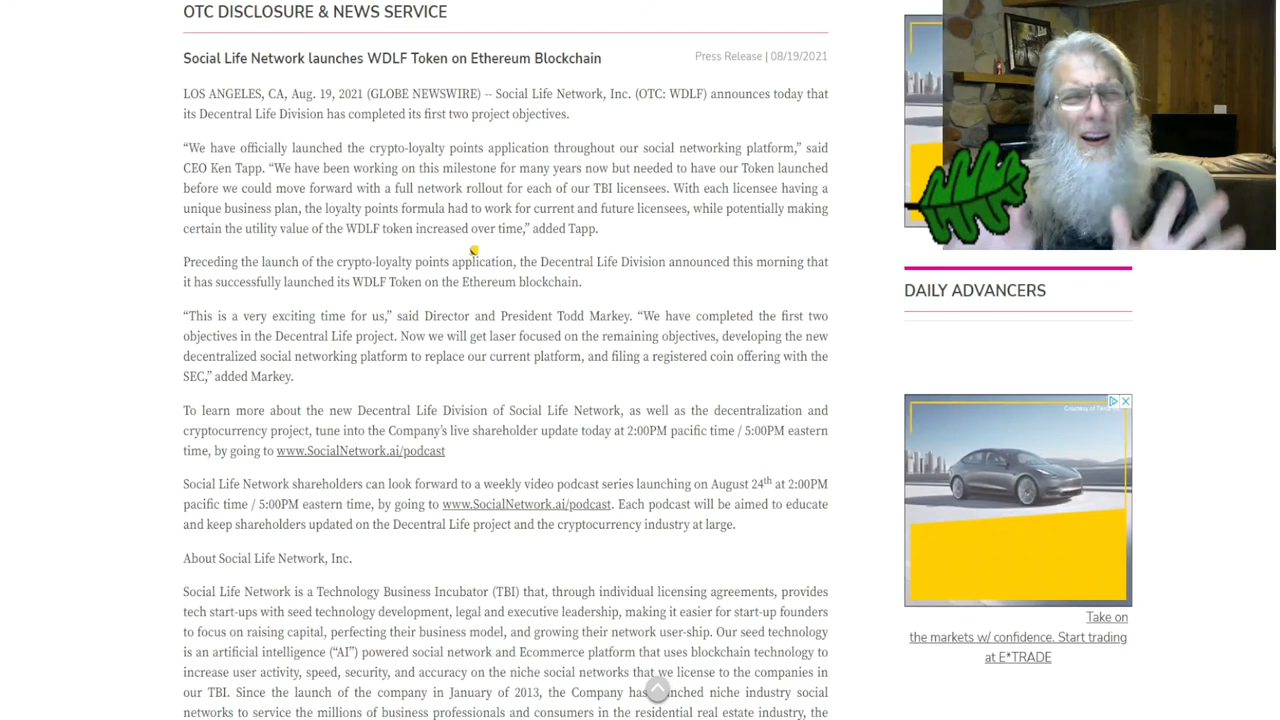 OTC DISCLOSURE & NEWS SERVICE
Social Life Network launches WDLF Token on Ethereum Blockchain
Press Release | 08/19/2021
LOS ANGELES, CA, Aug. 19, 2021 (GLOBE NEWSWIRE) -- Social Life Network, Inc. (OTC: WDLF) announces today that
its Decentral Life Division has completed its first two project objectives.
“We have officially launched the crypto-loyalty points application throughout our social networking platform,” said
CEO Ken Tapp. “We have been working on this milestone for many years now but needed to have our Token launched
before we could move forward with a full network rollout for each of our TBI licensees. With each licensee having a
unique business plan, the loyalty points formula had to work for current and future licensees, while potentially making
certain the utility value of the WDLF token increased over time,” added Tapp.
Preceding the launch of the crypto-loyalty points application, the Decentral Life Division announced this morning that
it has successfully launched its WDLF Token on the Ethereum blockchain.
“This is a very exciting time for us,” said Director and President Todd Markey. “We have completed the first two
objectives in the Decentral Life project. Now we will get laser focused on the remaining objectives, developing the new
decentralized social networking platform to replace our current platform, and filing a registered coin offering with the
SEC,” added Markey.
To learn more about the new Decentral Life Division of Social Life Network, as well as the decentralization and
cryptocurrency project, tune into the Company’s live shareholder update today at 2:00PM pacific time / 5:00PM eastern
time, by going to www.SocialNetwork.ai/podcast
Social Life Network shareholders can look forward to a weekly video podcast series launching on August 24th at 2:00PM
pacific time / 5:00PM eastern time, by going to www.SocialNetwork.ai/podcast. Each podcast will be aimed to educate
and keep shareholders updated on the Decentral Life project and the cryptocurrency industry at large.
About Social Life Network, Inc.
Social Life Network is a Technology Business Incubator (TBI) that, through individual licensing agreements, provides
tech start-ups with seed technology development, legal and executive leadership, making it easier for start-up founders
to focus on raising capital, perfecting their business model, and growing their network user-ship. Our seed technology
is an artificial intelligence (“AI”) powered social network and Ecommerce platform that uses blockchain technology to
increase user activity, speed, security, and accuracy on the niche social networks that we license to the companies in
our TBI. Since the launch of the company in January of 2013, the Company has nched niche industry social
networks to service the millions of business professionals and consumers in the residential real estate industry, the
DAILY ADVANCERS
Take on
the markets w/ confidence. Start trading
at E*TRADE